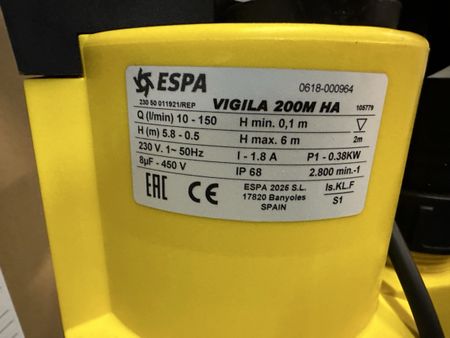 ESPA
0618-000964
230 50 011921/REP VIGILA 200M HA 105779
Q (l/min) 10 - 150 H min. 0,1 m
H (m) 5.8 - 0.5 H max. 6 m 2m
230 V. 1~ 50Hz I - 1.8 A P1 - 0.38KW
8µF - 450 V IP 68 2.800 min.-1
EAC CE ESPA 2025 S.L. Is.KL.F
17820 Banyoles S1
SPAIN